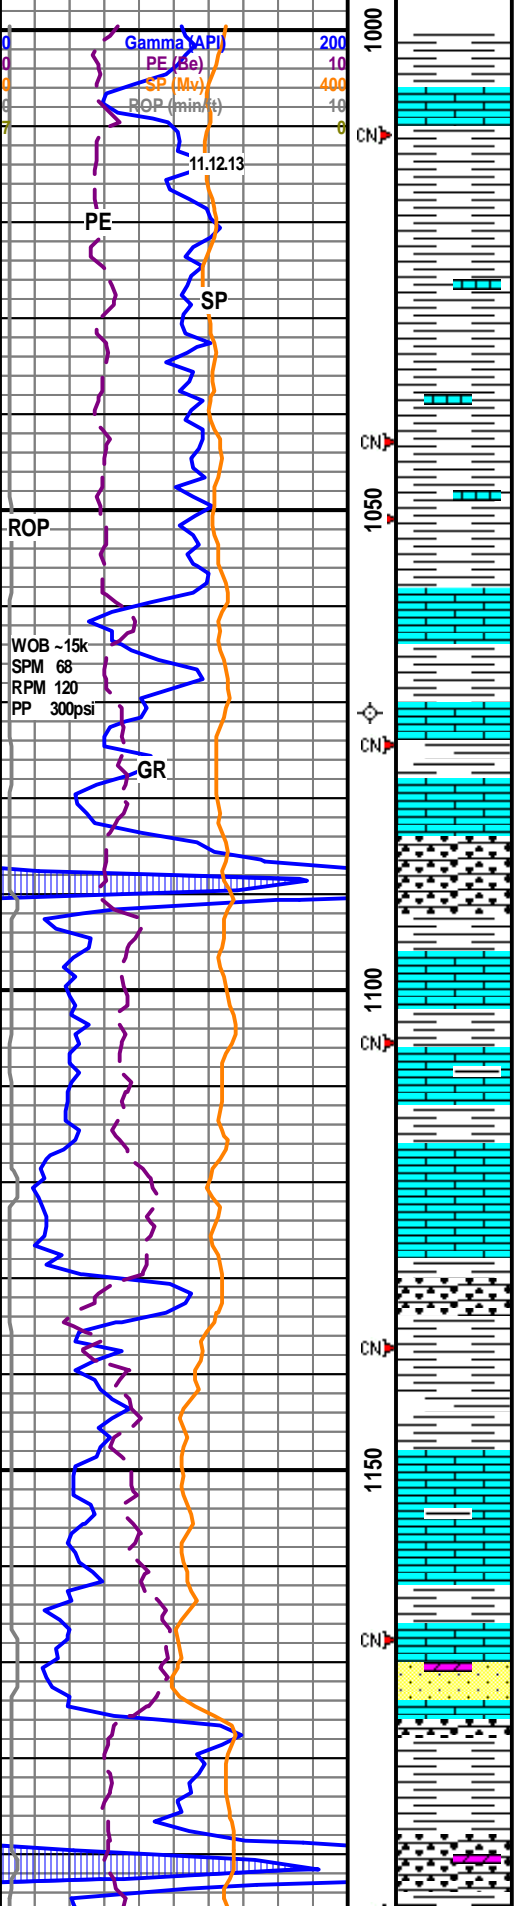 1000
0 Gamma (API) 200
0 PE (Be) 10
0 SP (Mv) 400
0 ROP (min/ft) 10
7 0
CN
11.12.13
PE
SP
CN
1050
ROP
WOB ~15k
SPM 68
RPM 120
PP 300psi
CN
GR
1100
CN
CN
1150
CN